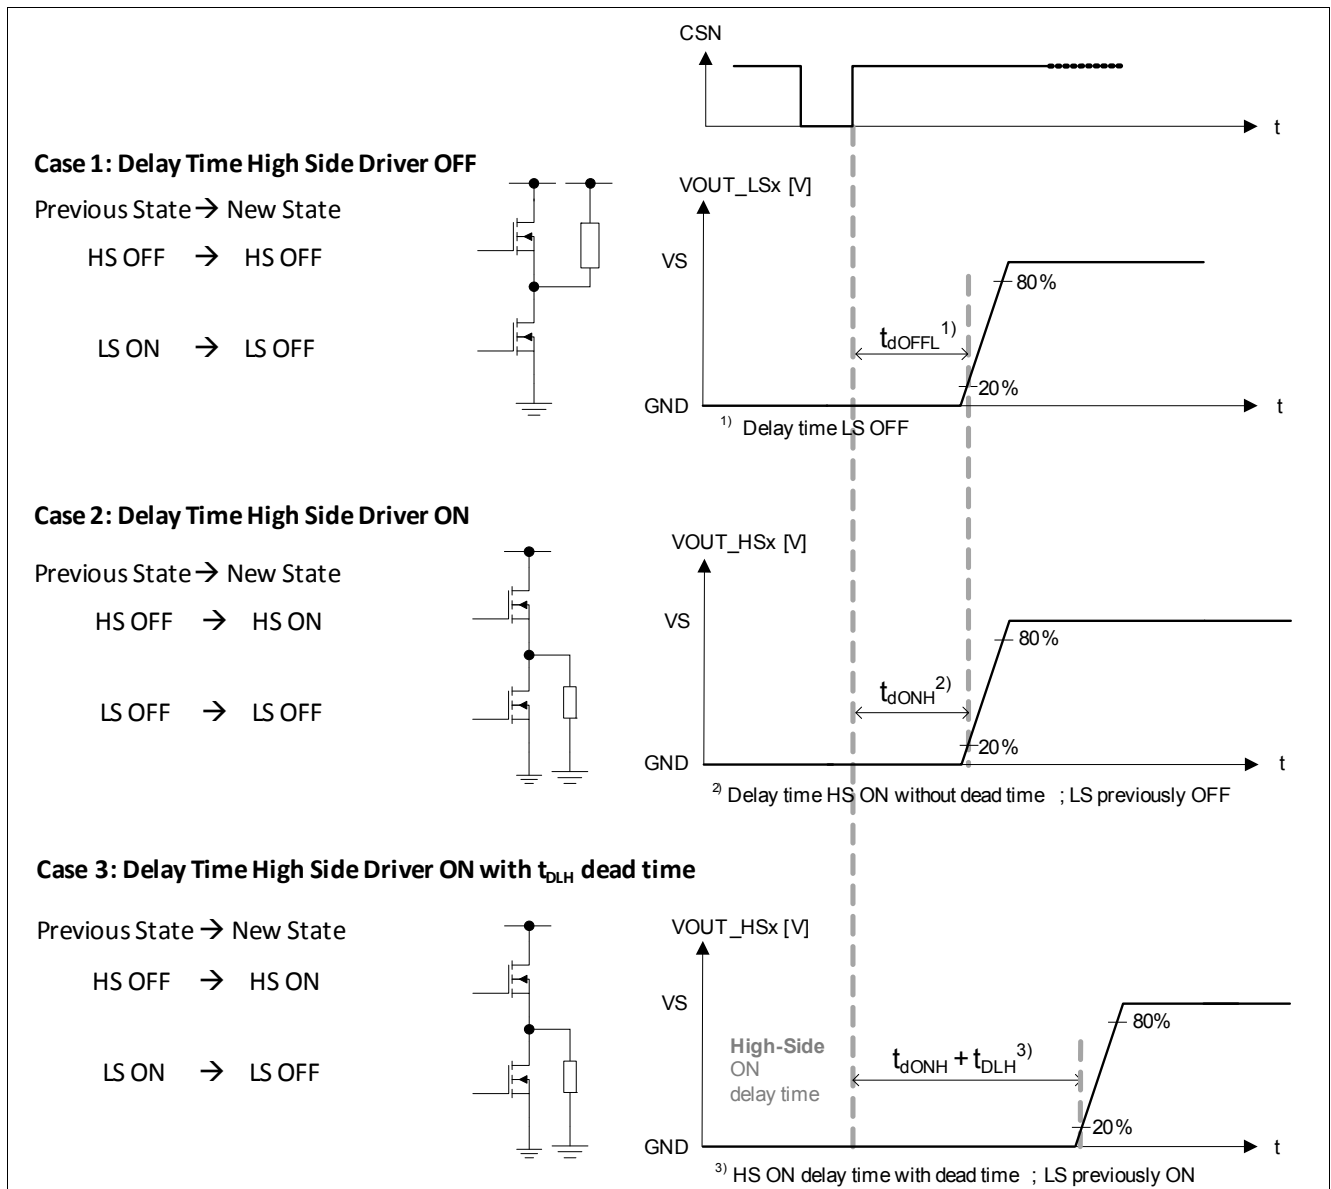 CSN
t
Case 1: Delay Time High Side Driver OFF
Previous State → New State
HS OFF → HS OFF
LS ON → LS OFF
VOUT_LSx [V]
VS
80%
tdOFFL1)
20%
GND
t
1) Delay time LS OFF
Case 2: Delay Time High Side Driver ON
Previous State → New State
HS OFF → HS ON
LS OFF → LS OFF
VOUT_HSx [V]
VS
80%
tdONH2)
20%
GND
t
2) Delay time HS ON without dead time ; LS previously OFF
Case 3: Delay Time High Side Driver ON with tDLH dead time
Previous State → New State
HS OFF → HS ON
LS ON → LS OFF
VOUT_HSx [V]
VS
80%
High-Side
ON
delay time
tdONH + tDLH3)
20%
GND
t
3) HS ON delay time with dead time ; LS previously ON